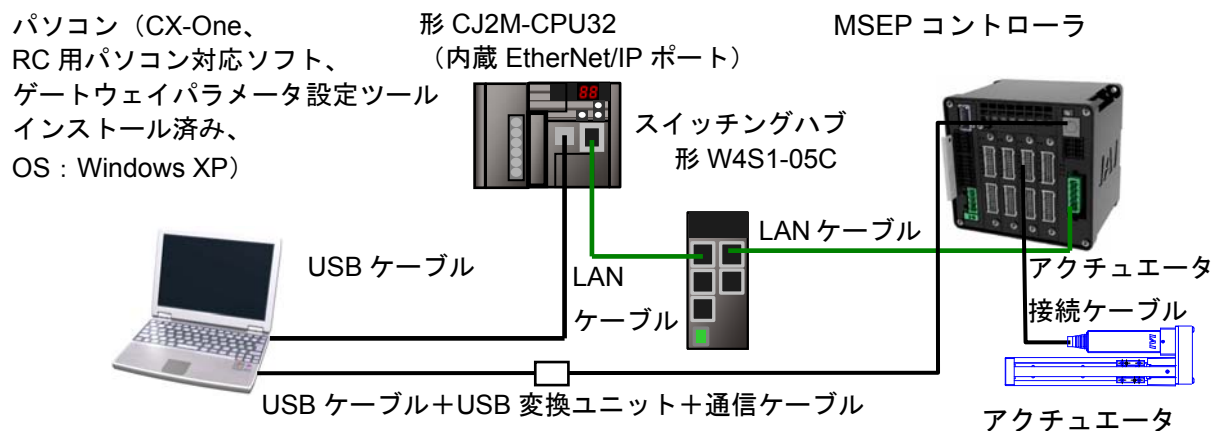 パソコン（CX-One、
RC 用パソコン対応ソフト、
ゲートウェイパラメータ設定ツール
インストール済み、
OS：Windows XP）
形 CJ2M-CPU32
（内蔵 EtherNet/IP ポート）
MSEP コントローラ
88
スイッチングハブ
形 W4S1-05C
IAI
LAN ケーブル
USB ケーブル
LAN
ケーブル
アクチュエータ
接続ケーブル
IAI
USB ケーブル＋USB 変換ユニット＋通信ケーブル
アクチュエータ